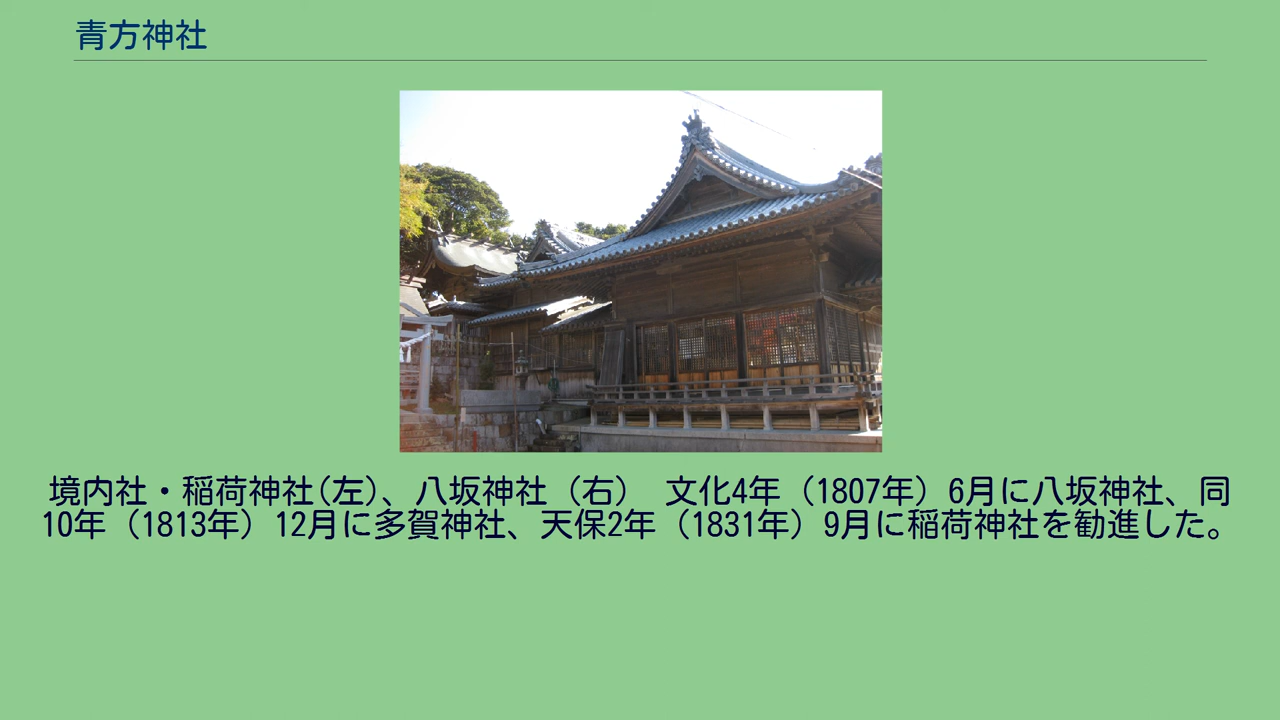 青方神社
境内社・稲荷神社(左)、八坂神社（右）　文化4年（1807年）6月に八坂神社、同
10年（1813年）12月に多賀神社、天保2年（1831年）9月に稲荷神社を勧進した。